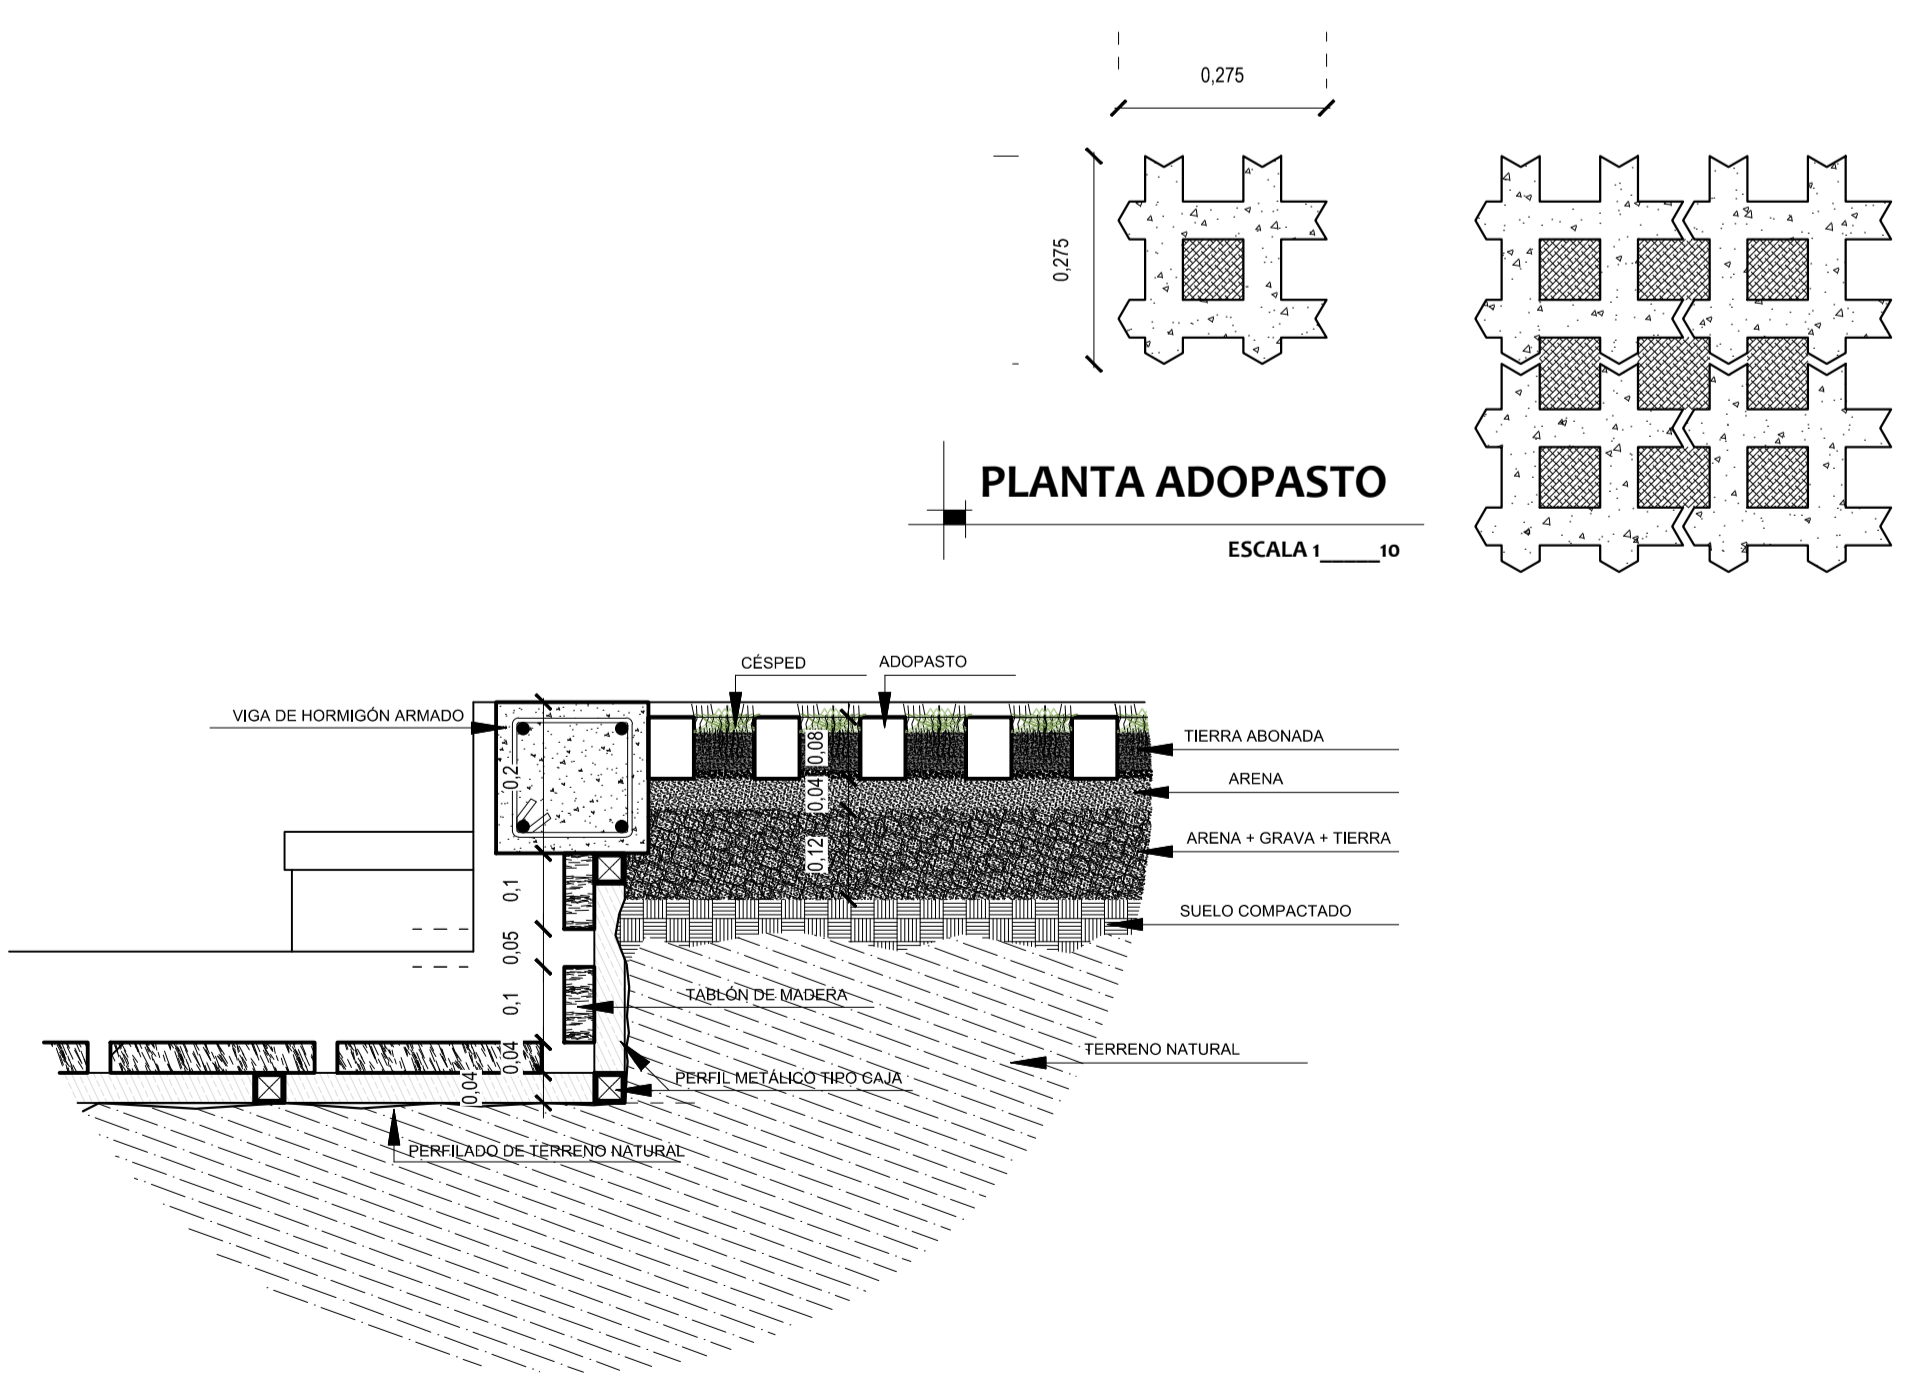 0,275
0,275
PLANTA ADOPASTO
ESCALA 1_____10
CÉSPED
ADOPASTO
VIGA DE HORMIGÓN ARMADO
TIERRA ABONADA
0,08
0,2
ARENA
0,04
ARENA + GRAVA + TIERRA
0,12
0,1
SUELO COMPACTADO
0,05
TABLÓN DE MADERA
0,1
TERRENO NATURAL
0,04
PERFIL METÁLICO TIPO CAJA
0,04
PERFILADO DE TERRENO NATURAL